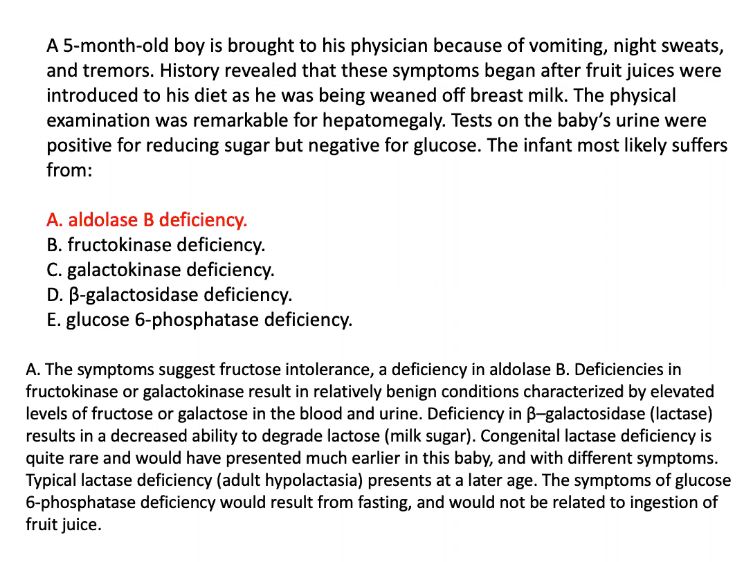 A 5-month-old boy is brought to his physician because of vomiting, night sweats,
and tremors. History revealed that these symptoms began after fruit juices were
introduced to his diet as he was being weaned off breast milk. The physical
examination was remarkable for hepatomegaly. Tests on the baby's urine were
positive for reducing sugar but negative for glucose. The infant most likely suffers
from:
A. aldolase B deficiency.
B. fructokinase deficiency.
C. galactokinase deficiency.
D. β-galactosidase deficiency.
E. glucose 6-phosphatase deficiency.
A. The symptoms suggest fructose intolerance, a deficiency in aldolase B. Deficiencies in
fructokinase or galactokinase result in relatively benign conditions characterized by elevated
levels of fructose or galactose in the blood and urine. Deficiency in β–galactosidase (lactase)
results in a decreased ability to degrade lactose (milk sugar). Congenital lactase deficiency is
quite rare and would have presented much earlier in this baby, and with different symptoms.
Typical lactase deficiency (adult hypolactasia) presents at a later age. The symptoms of glucose
6-phosphatase deficiency would result from fasting, and would not be related to ingestion of
fruit juice.